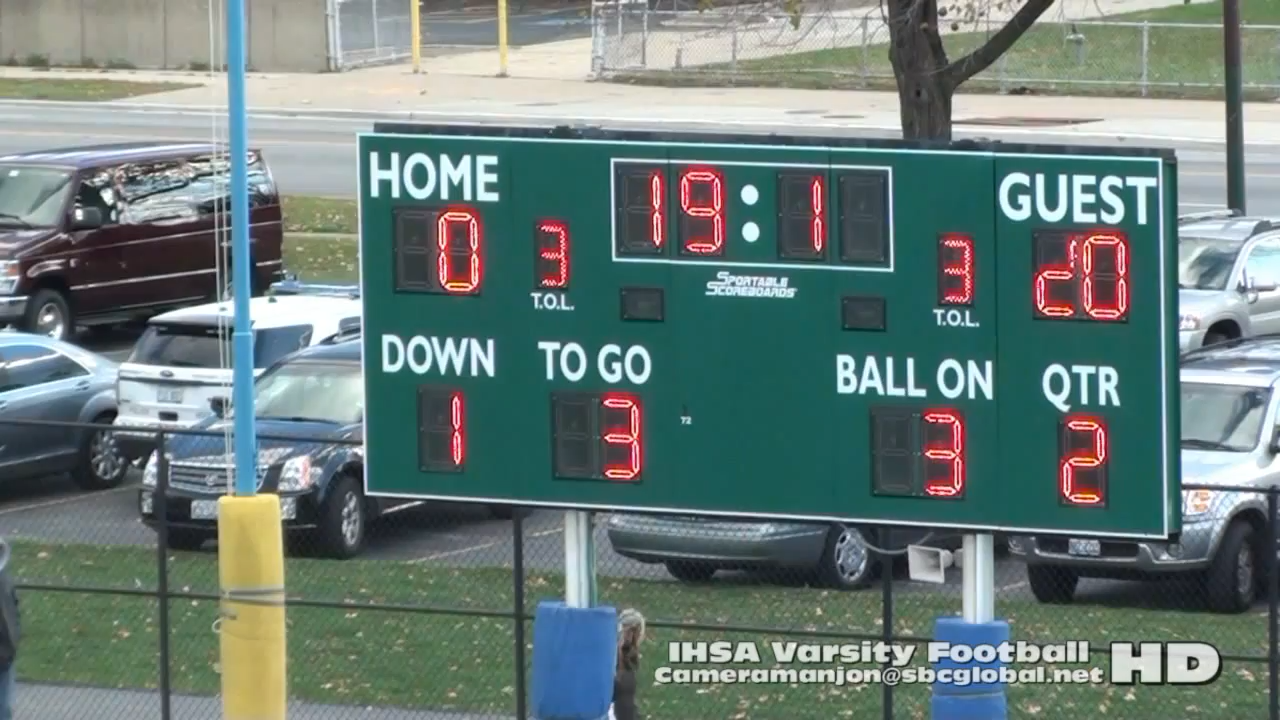 HOME 19:1 GUEST
0 3 3 20
T.O.L. SPORTABLE SCOREBOARDS T.O.L.
DOWN TO GO BALL ON QTR
1 3 72 3 2
IHSA Varsity Football HD
cameramanjon@sbcglobal.net